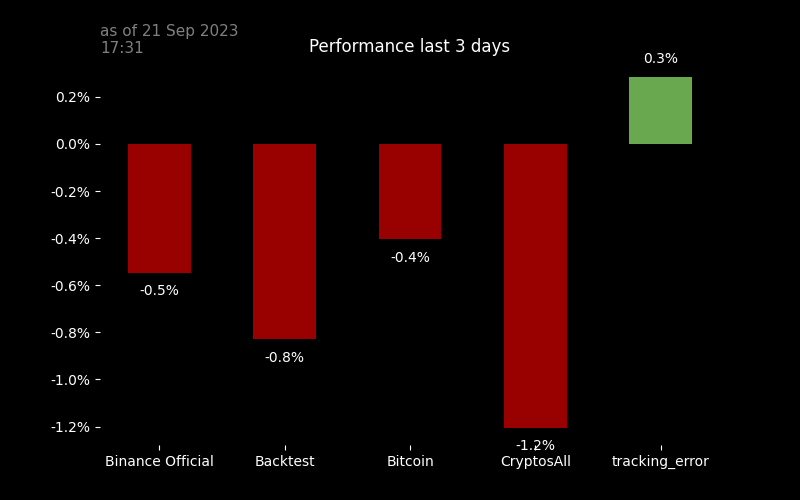 as of 21 Sep 2023
17:31
Performance last 3 days
0.3%
0.2%
0.0%
-0.2%
-0.4%
-0.6%
-0.8%
-1.0%
-1.2%
-0.5%
-0.8%
-0.4%
-1.2%
Binance Official
Backtest
Bitcoin
CryptosAll
tracking_error